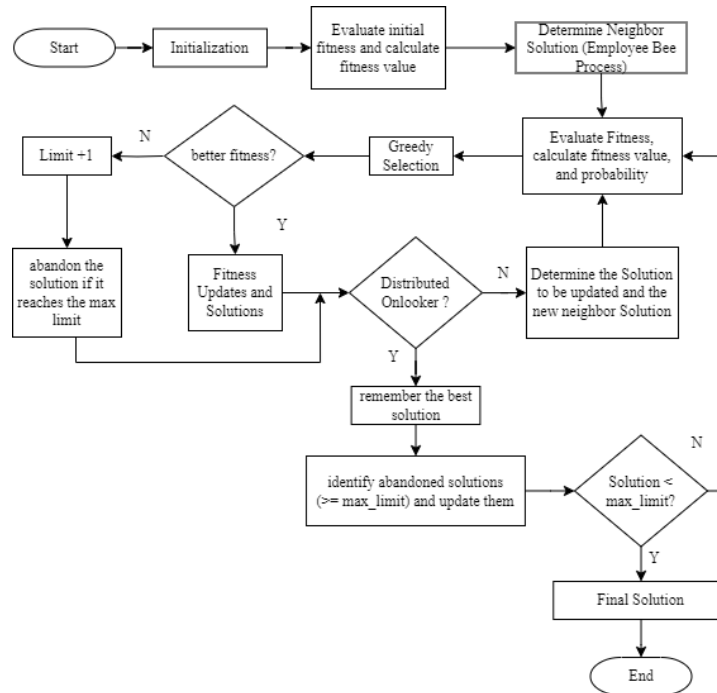 Start
Initialization
Evaluate initial
fitness and calculate
fitness value
Determine Neighbor
Solution (Employee Bee
Process)
N
Limit +1
better fitness?
Greedy
Selection
Evaluate Fitness,
calculate fitness value,
and probability
Y
abandon the
solution if it
reaches the max
limit
Fitness
Updates and
Solutions
Distributed
Onlooker ?
N
Determine the Solution
to be updated and the
new neighbor Solution
Y
remember the best
solution
identify abandoned solutions
(>= max_limit) and update them
Solution <
max_limit?
N
Y
Final Solution
End